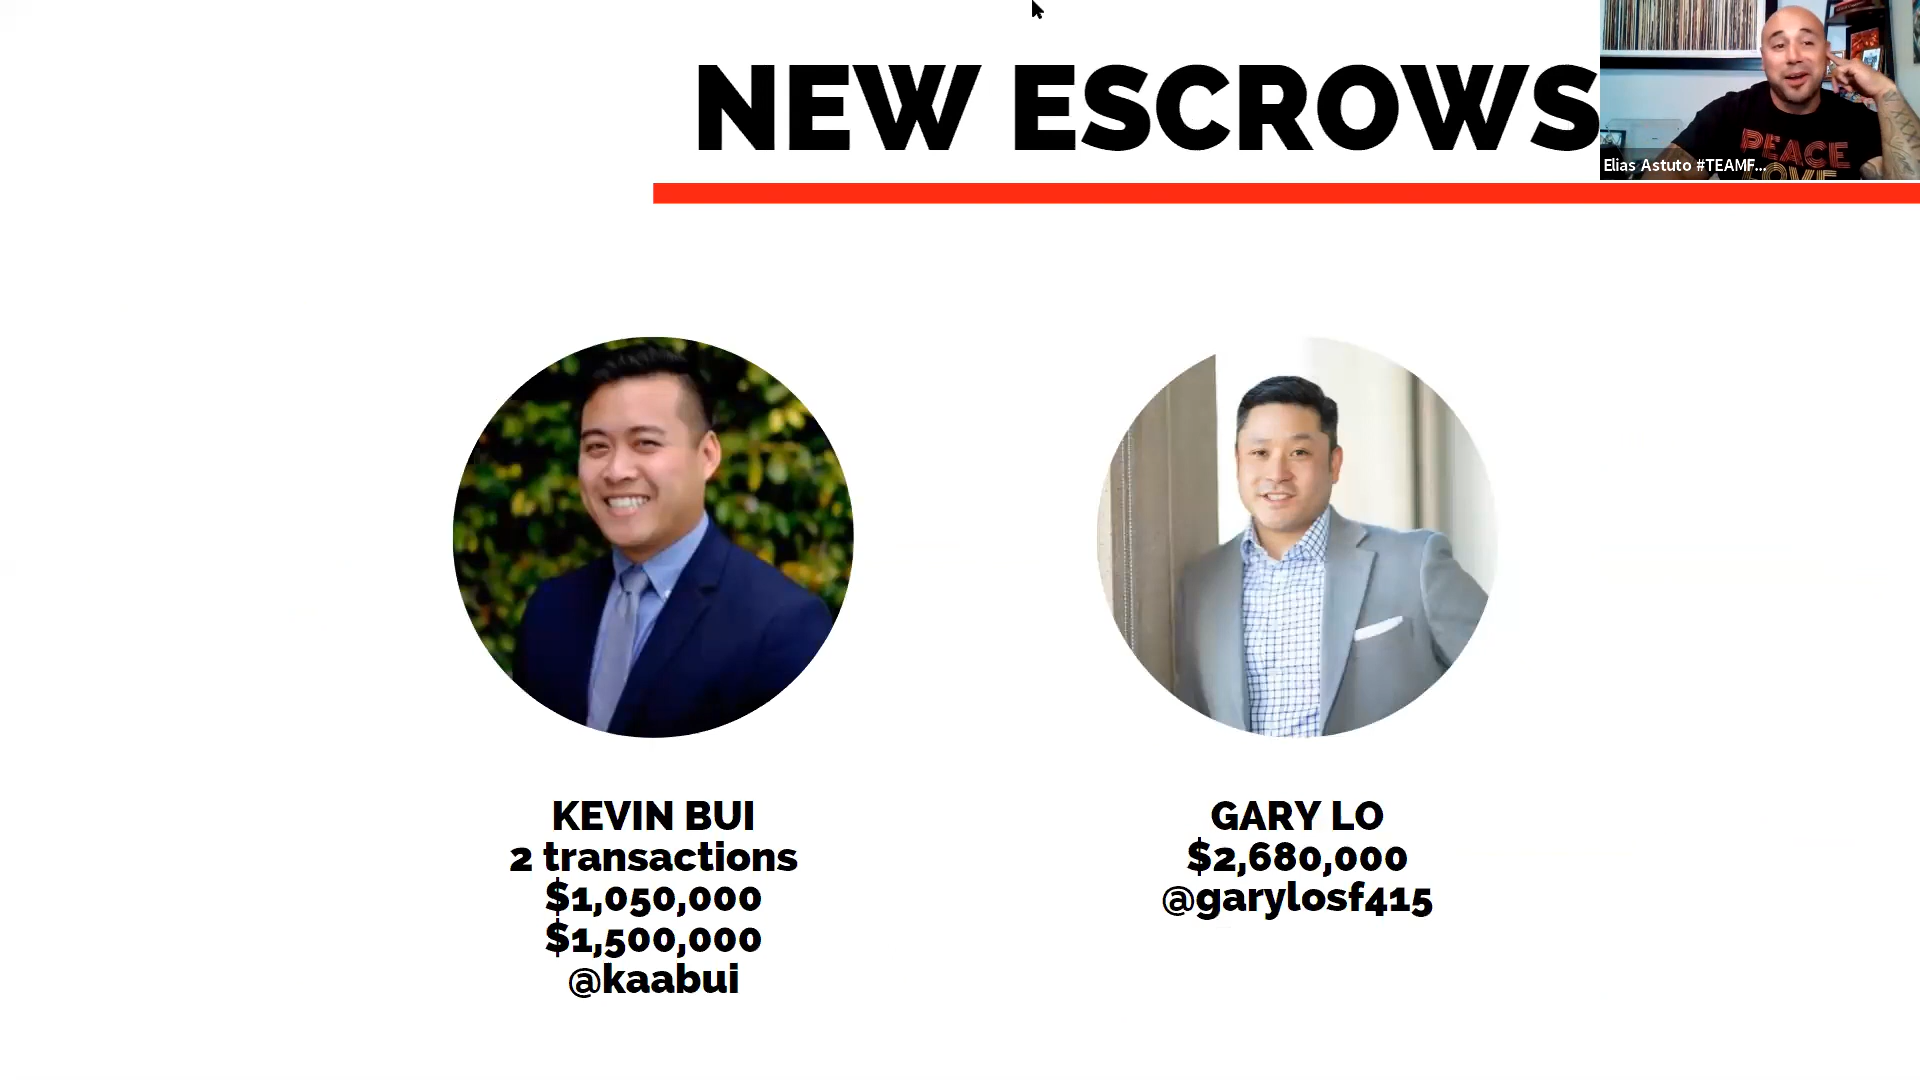 NEW ESCROWS
PEACE
LOVE
Elias Astuto #TEAMF...
KEVIN BUI
2 transactions
$1,050,000
$1,500,000
@kaabui
GARY LO
$2,680,000
@garylosf415